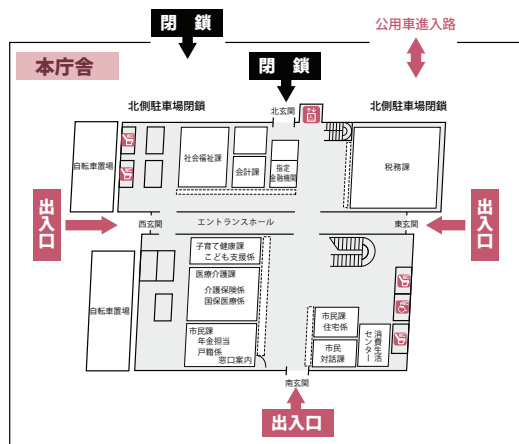 閉 鎖
公用車進入路
本庁舎
閉 鎖
北側駐車場閉鎖
北玄関
北側駐車場閉鎖
自転車置場
社会福祉課
会計課
指定
金融機関
税務課
出入口
西玄関
エントランスホール
東玄関
出入口
子育て健康課
こども支援係
医療介護課
介護保険係
国保医療係
自転車置場
市民課
年金担当
戸籍係
窓口案内
市民課
住宅係
市民
対話課
消費生活
センター
南玄関
出入口